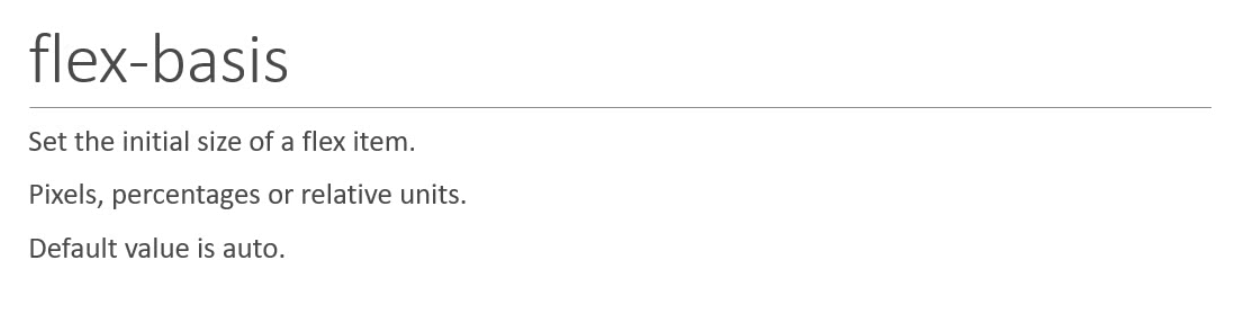 flex-basis
Set the initial size of a flex item.
Pixels, percentages or relative units.
Default value is auto.